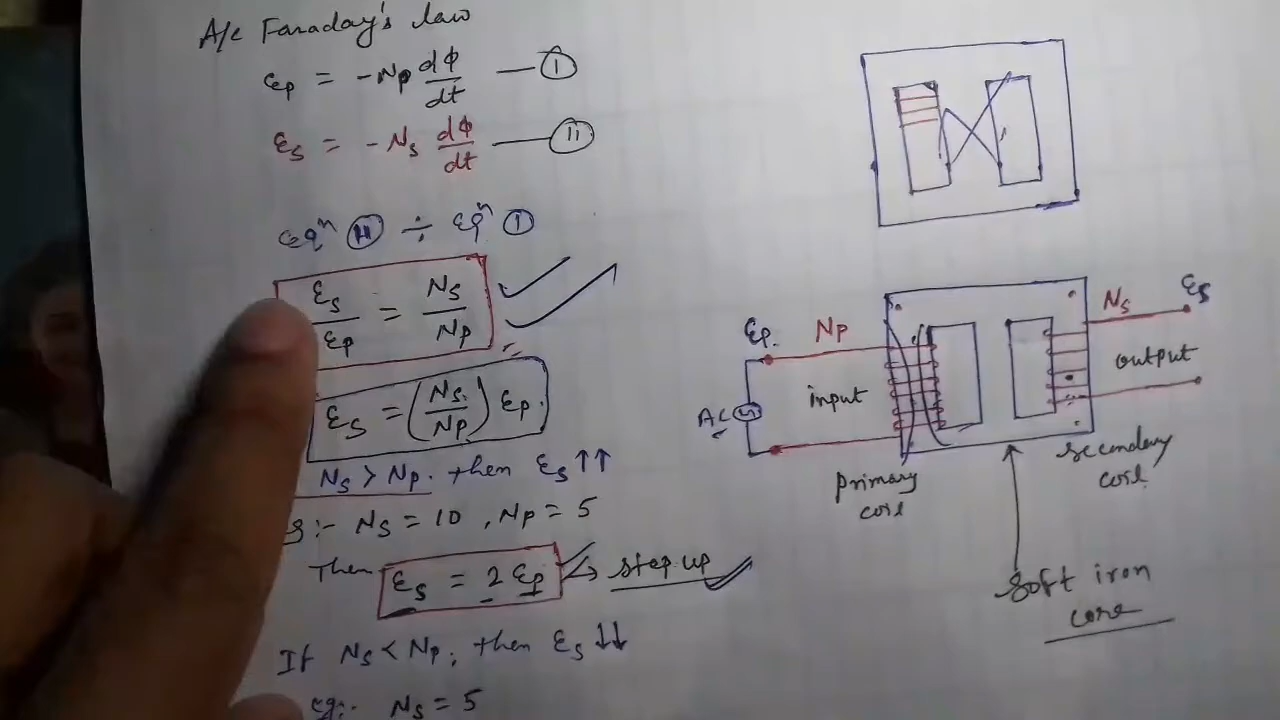 A/c Faraday's law
εp = -Np dΦ/dt — I
εs = -Ns dΦ/dt — II
Eqⁿ II ÷ Eqⁿ I
εs/εp = Ns/Np
εs = (Ns/Np) εp.
Ns > Np. then εs ↑↑
g:- Ns = 10, Np = 5
Then εs = 2 εp → step up
If Ns < Np, then εs ↓↓
eg:- Ns = 5
εp. Np
Ns εs
AC
input
output
primary
coil
secondary
coil
Soft iron
core